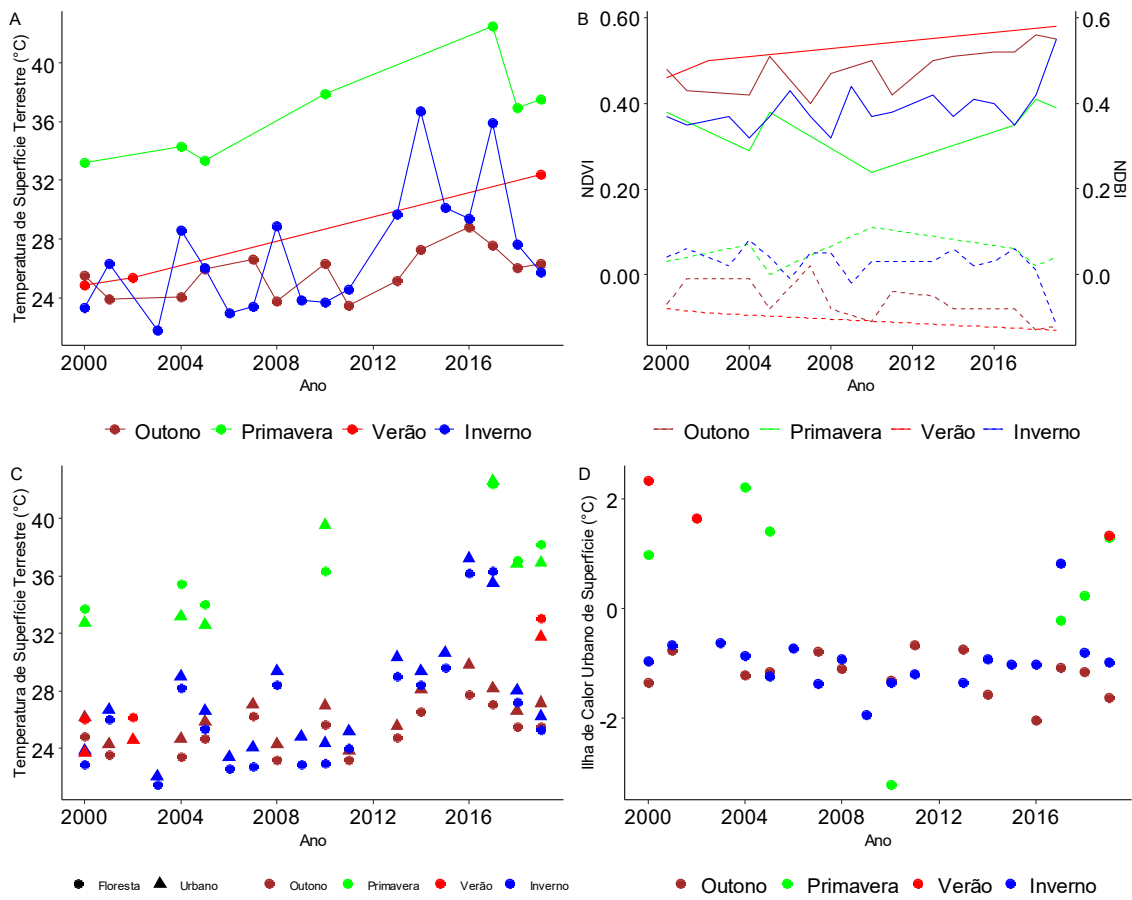 A
Temperatura de Superfície Terrestre (°C)
40
36
32
28
24
2000 2004 2008 2012 2016
Ano
Outono Primavera Verão Inverno
B
NDVI
0.60
0.40
0.20
0.00
0.6
0.4
0.2
0.0
NDBI
2000 2004 2008 2012 2016
Ano
Outono Primavera Verão Inverno
C
Temperatura de Superfície Terrestre (°C)
40
36
32
28
24
2000 2004 2008 2012 2016
Ano
Floresta Urbano Outono Primavera Verão Inverno
D
Ilha de Calor Urbano de Superfície (°C)
2
0
-2
2000 2004 2008 2012 2016
Ano
Outono Primavera Verão Inverno